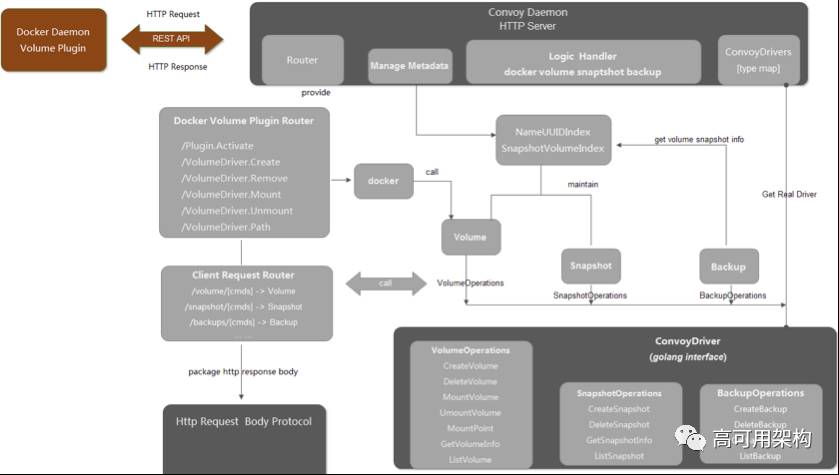 Docker Daemon
Volume Plugin
HTTP Request
REST API
HTTP Response
Convoy Daemon
HTTP Server
Router
Manage Metadata
Logic Handler
docker volume snaptshot backup
ConvoyDrivers
[type map]
provide
Docker Volume Plugin Router
/Plugin.Activate
/VolumeDriver.Create
/VolumeDriver.Remove
/VolumeDriver.Mount
/VolumeDriver.Unmount
/VolumeDriver.Path
docker
call
NameUUIDIndex
SnapshotVolumeIndex
get volume snapshot info
maintain
Get Real Driver
Volume
Snapshot
Backup
Client Request Router
/volume/[cmds] -> Volume
/snapshot/[cmds] -> Snapshot
/backups/[cmds] -> Backup
... ...
call
VolumeOperations
SnapshotOperations
BackupOperations
package http response body
Http Request Body Protocol
ConvoyDriver
(golang interface)
VolumeOperations
CreateVolume
DeleteVolume
MountVolume
UmountVolume
MountPoint
GetVolumeInfo
ListVolume
SnapshotOperations
CreateSnapshot
DeleteSnapshot
GetSnapshotInfo
ListSnapshot
BackupOperations
CreateBackup
DeleteBackup
ListBackup
高可用架构